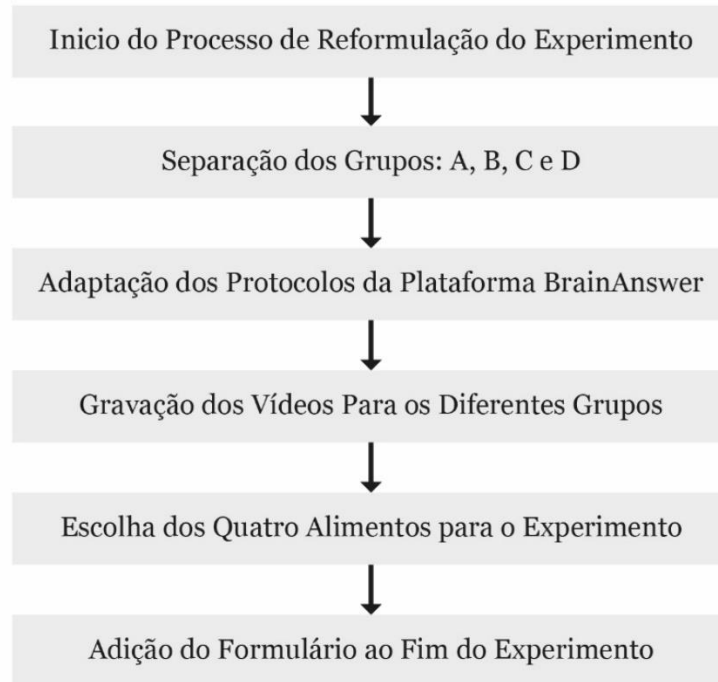 Inicio do Processo de Reformulação do Experimento
Separação dos Grupos: A, B, C e D
Adaptação dos Protocolos da Plataforma BrainAnswer
Gravação dos Vídeos Para os Diferentes Grupos
Escolha dos Quatro Alimentos para o Experimento
Adição do Formulário ao Fim do Experimento